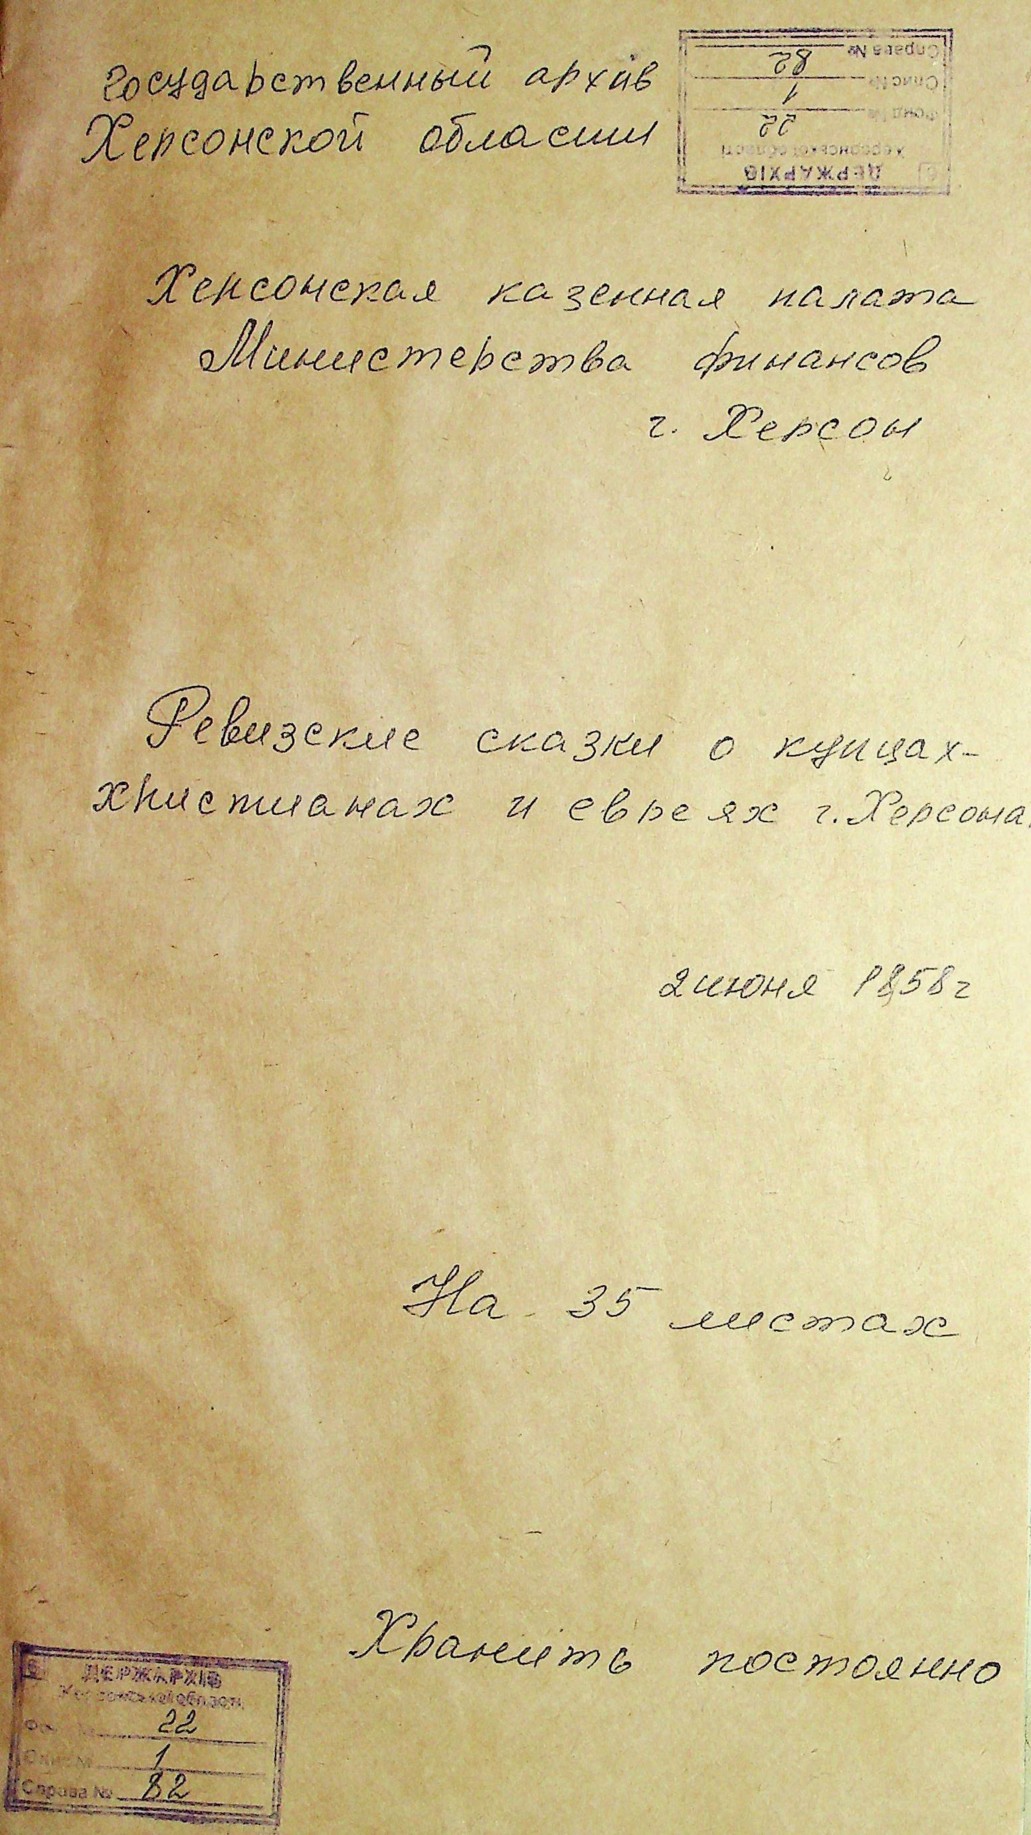 Государственный архив
Херсонской области
ДЕРЖАРХІВ
Херсонської області
Фонд № 22
Опис № 1
Справа № 82
Херсонская казенная палата
Министерства финансов
г. Херсон
Ревизские сказки о купцах-
христианах и евреях г. Херсона.
2 июня 1858 г
На 35 листах
Хранить постоянно
ДЕРЖАРХІВ
Херсонської області
Фонд № 22
Опис № 1
Справа № 82